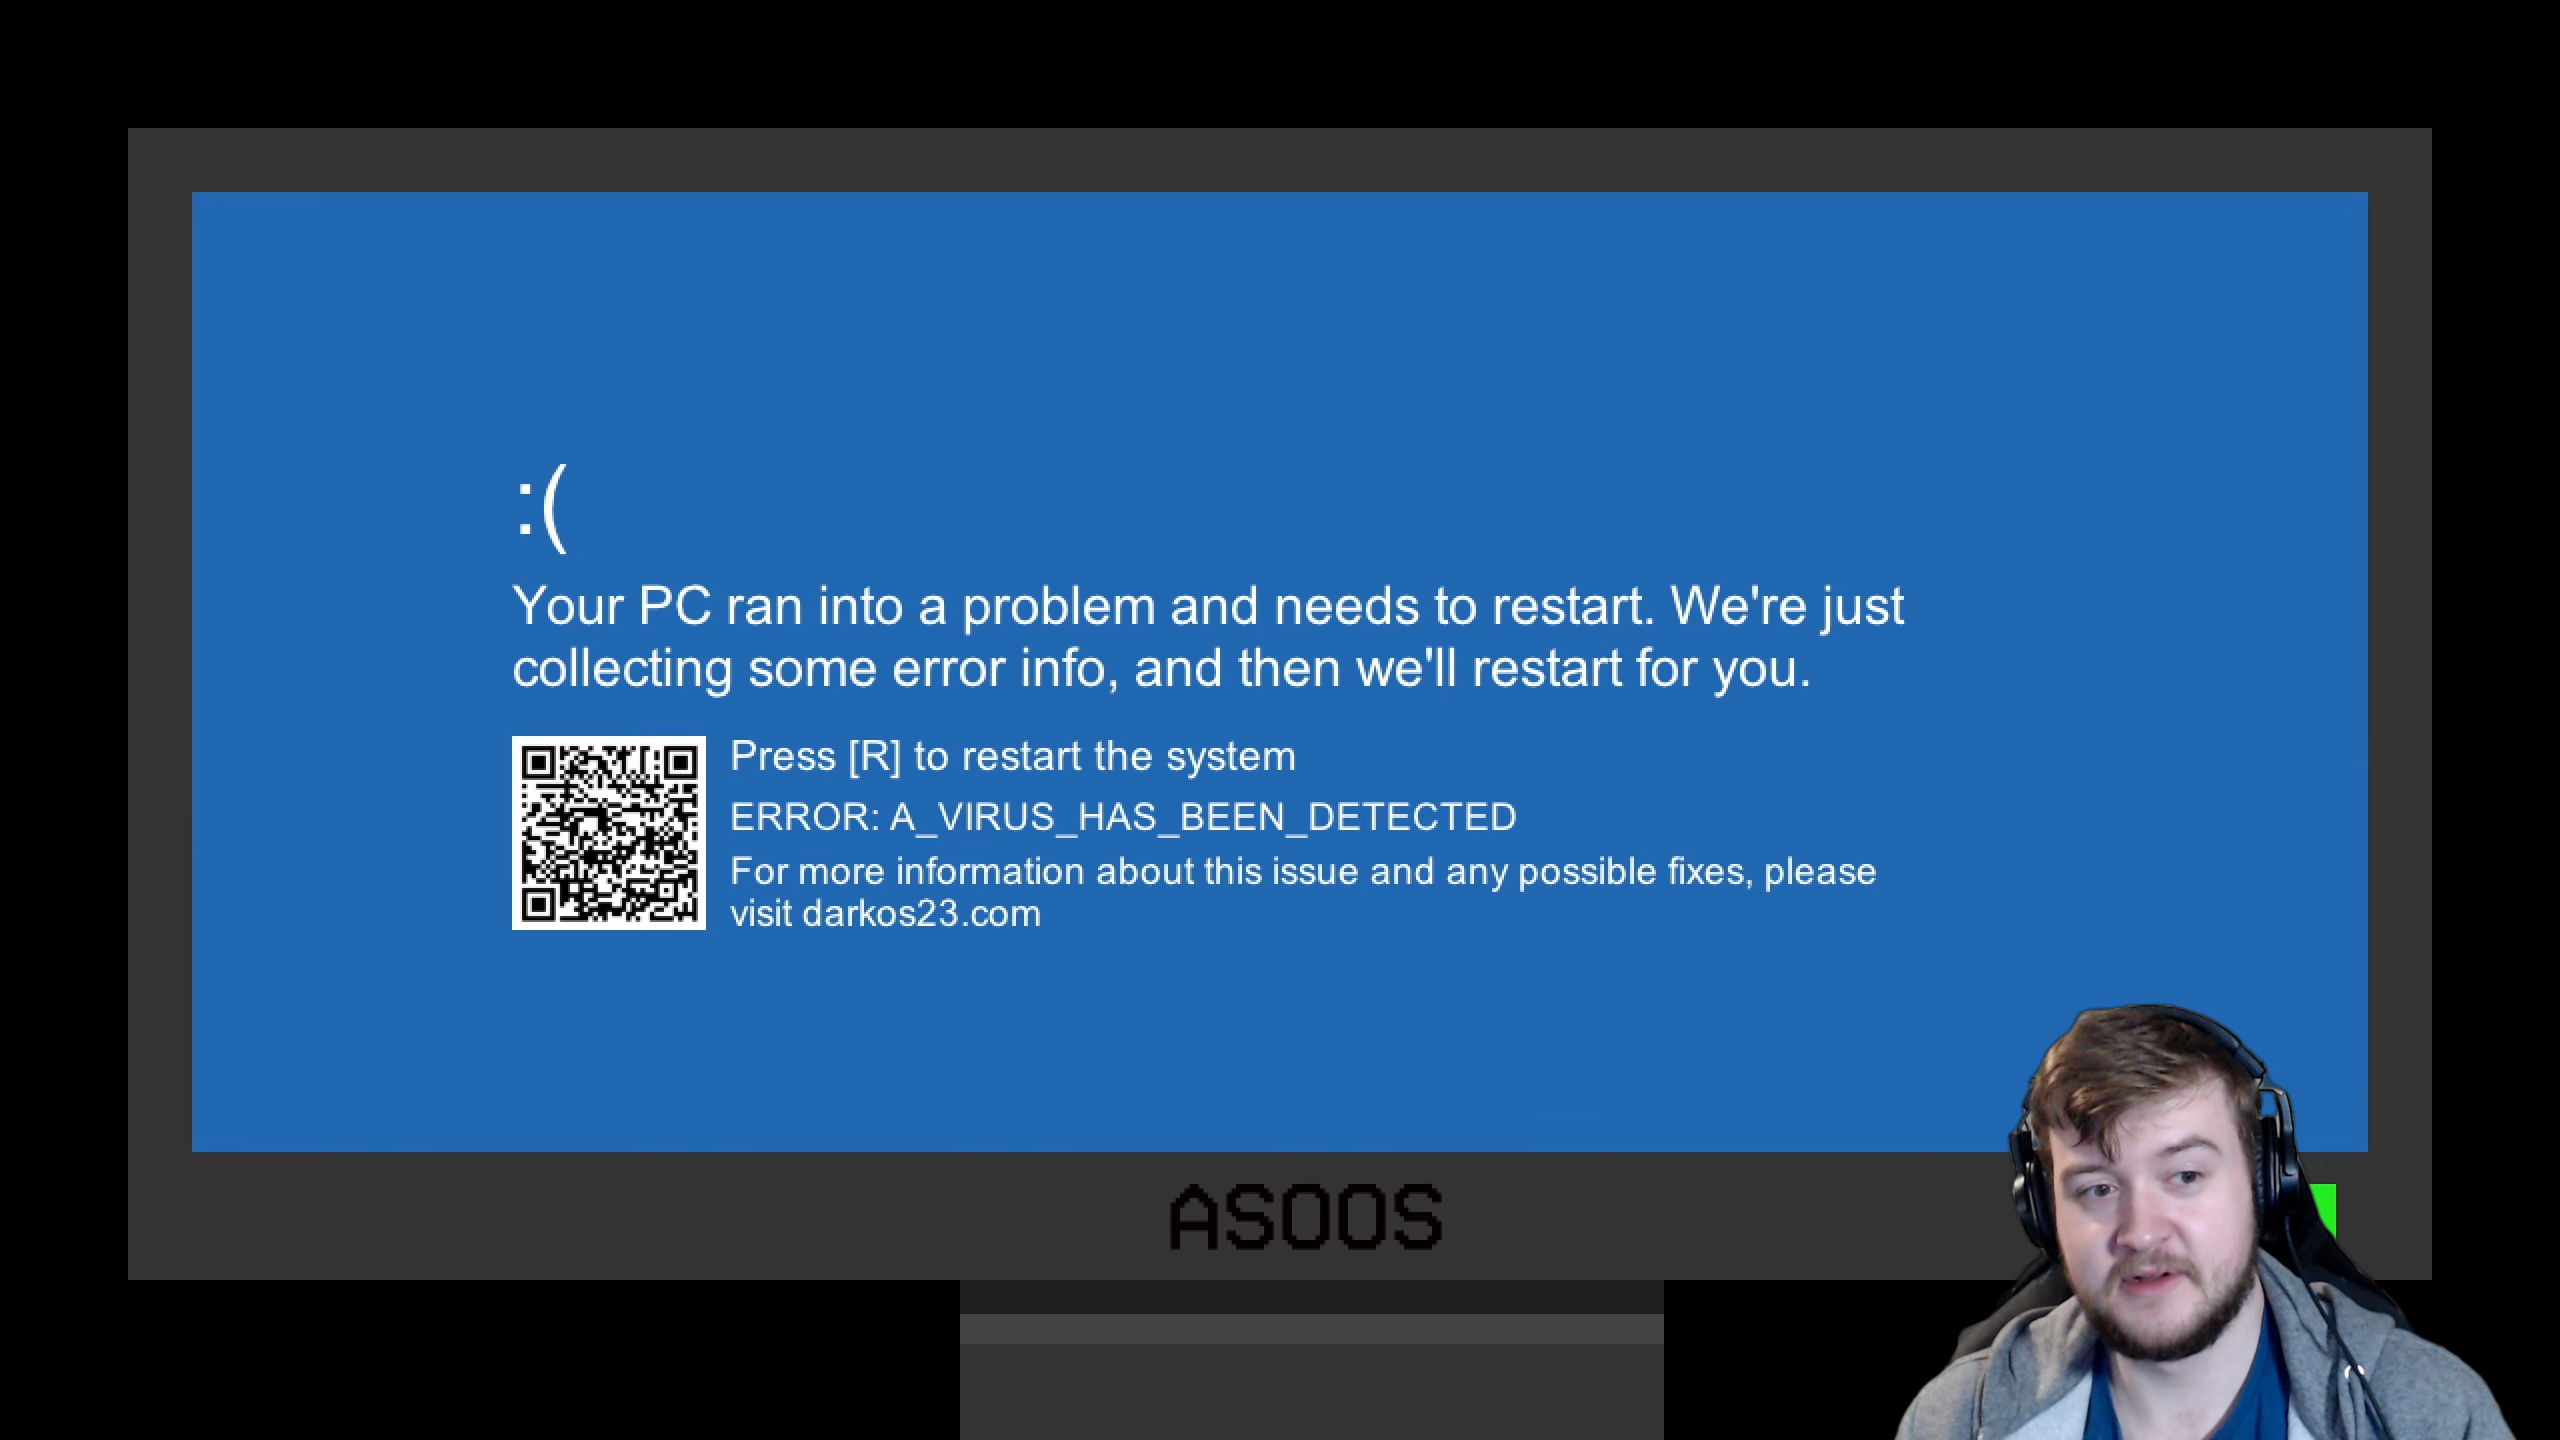 :(
Your PC ran into a problem and needs to restart. We're just
collecting some error info, and then we'll restart for you.
Press [R] to restart the system
ERROR: A_VIRUS_HAS_BEEN_DETECTED
For more information about this issue and any possible fixes, please
visit darkos23.com
ASOOS